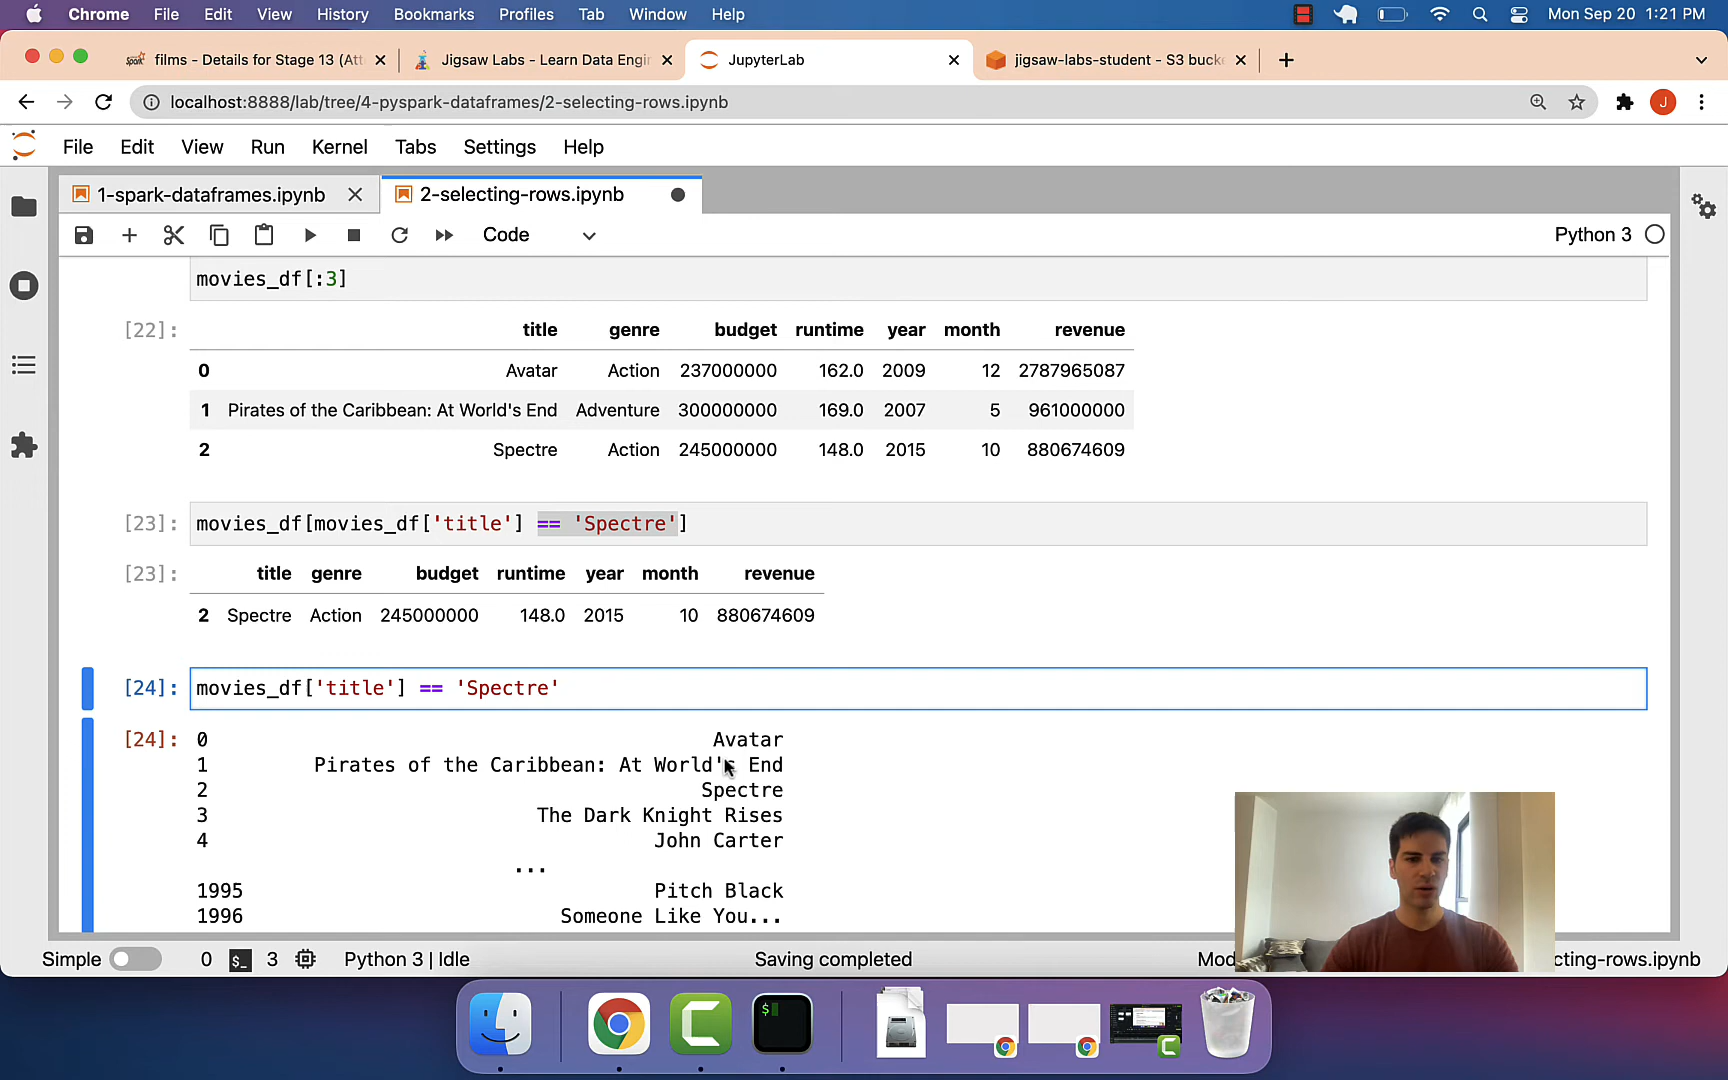 Chrome File Edit View History Bookmarks Profiles Tab Window Help Mon Sep 20 1:21 PM
films - Details for Stage 13 (Att Jigsaw Labs - Learn Data Engin JupyterLab jigsaw-labs-student - S3 bucke
localhost:8888/lab/tree/4-pyspark-dataframes/2-selecting-rows.ipynb J
File Edit View Run Kernel Tabs Settings Help
1-spark-dataframes.ipynb 2-selecting-rows.ipynb
Code Python 3
movies_df[:3]
[22]: title genre budget runtime year month revenue
0 Avatar Action 237000000 162.0 2009 12 2787965087
1 Pirates of the Caribbean: At World's End Adventure 300000000 169.0 2007 5 961000000
2 Spectre Action 245000000 148.0 2015 10 880674609
[23]: movies_df[movies_df['title'] == 'Spectre']
[23]: title genre budget runtime year month revenue
2 Spectre Action 245000000 148.0 2015 10 880674609
[24]: movies_df['title'] == 'Spectre'
[24]: 0 Avatar
1 Pirates of the Caribbean: At World's End
2 Spectre
3 The Dark Knight Rises
4 John Carter
...
1995 Pitch Black
1996 Someone Like You...
Simple 0 $_ 3 Python 3 | Idle Saving completed Mod cting-rows.ipynb
$